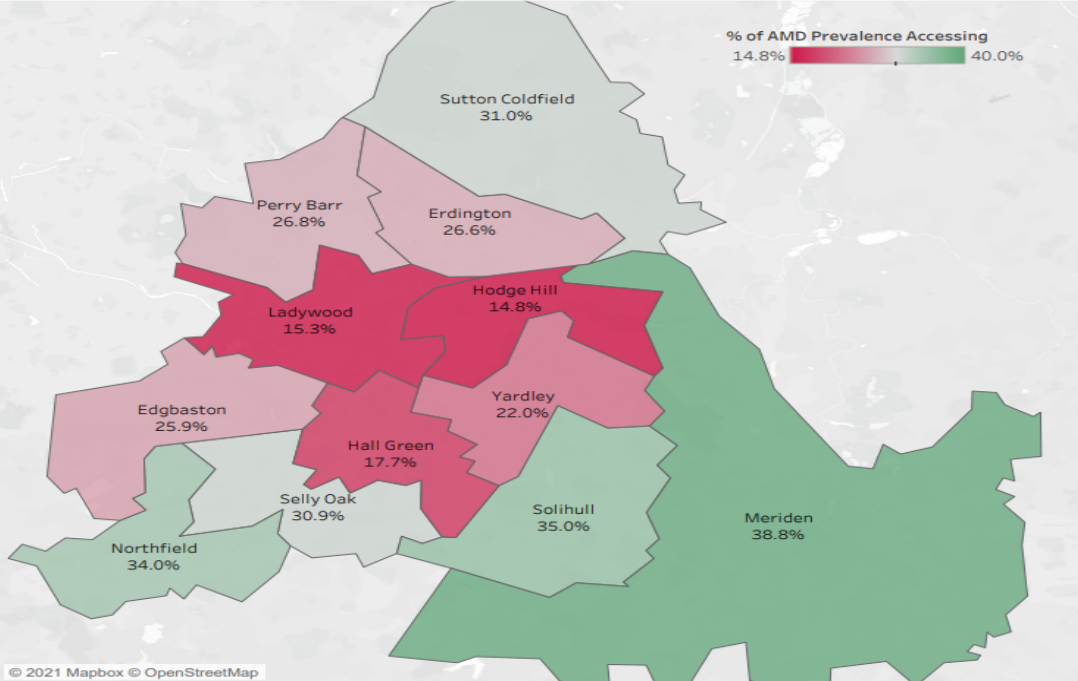 % of AMD Prevalence Accessing
14.8% 40.0%
Sutton Coldfield
31.0%
Perry Barr
26.8%
Erdington
26.6%
Hodge Hill
14.8%
Ladywood
15.3%
Yardley
22.0%
Edgbaston
25.9%
Hall Green
17.7%
Selly Oak
30.9%
Solihull
35.0%
Meriden
38.8%
Northfield
34.0%
© 2021 Mapbox © OpenStreetMap